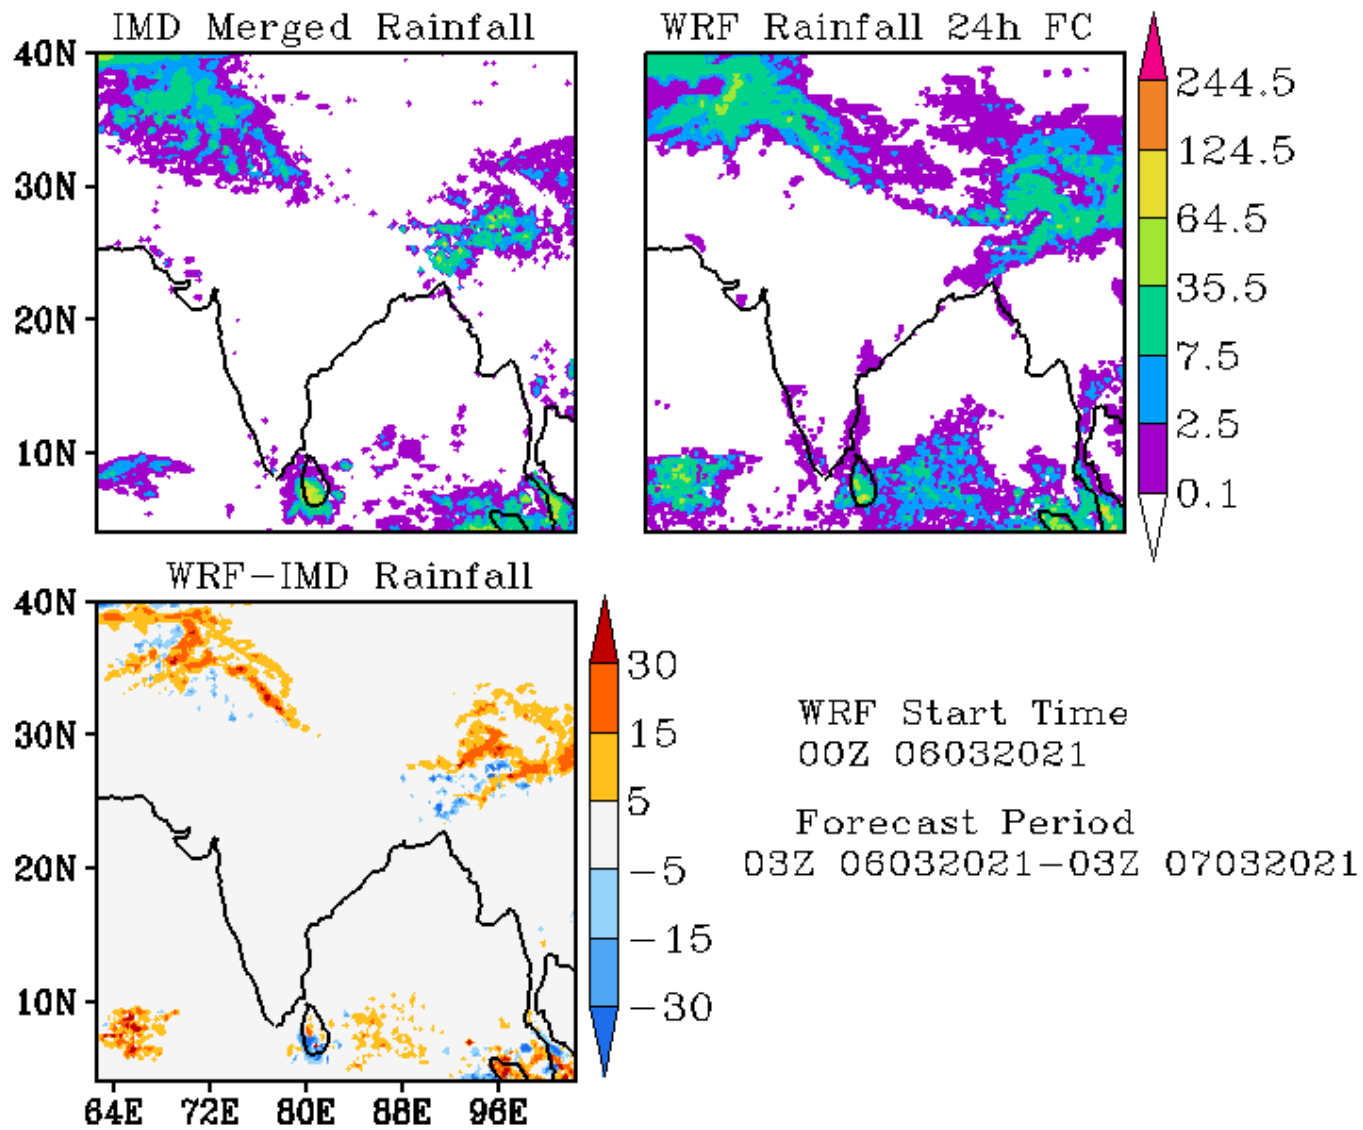 IMD Merged Rainfall
WRF Rainfall 24h FC
40N
30N
20N
10N
244.5
124.5
64.5
35.5
7.5
2.5
0.1
WRF-IMD Rainfall
40N
30N
20N
10N
64E 72E 80E 88E 96E
30
15
5
-5
-15
-30
WRF Start Time
00Z 06032021
Forecast Period
03Z 06032021-03Z 07032021